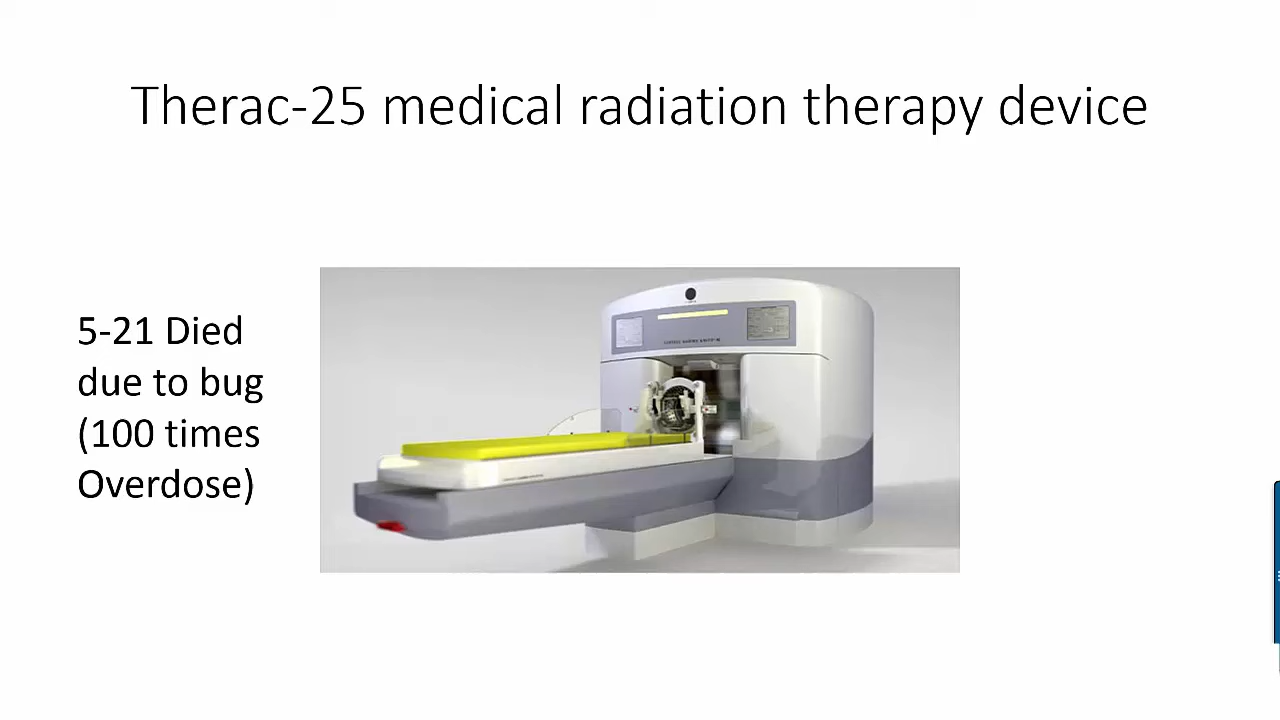 Therac-25 medical radiation therapy device
5-21 Died
due to bug
(100 times
Overdose)